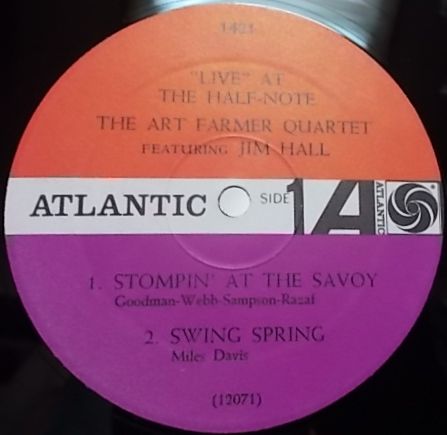 1421
"LIVE" AT
THE HALF-NOTE
THE ART FARMER QUARTET
FEATURING JIM HALL
ATLANTIC SIDE 1 A ATLANTIC
1. STOMPIN' AT THE SAVOY
Goodman-Webb-Sampson-Razaf
2. SWING SPRING
Miles Davis
(12071)